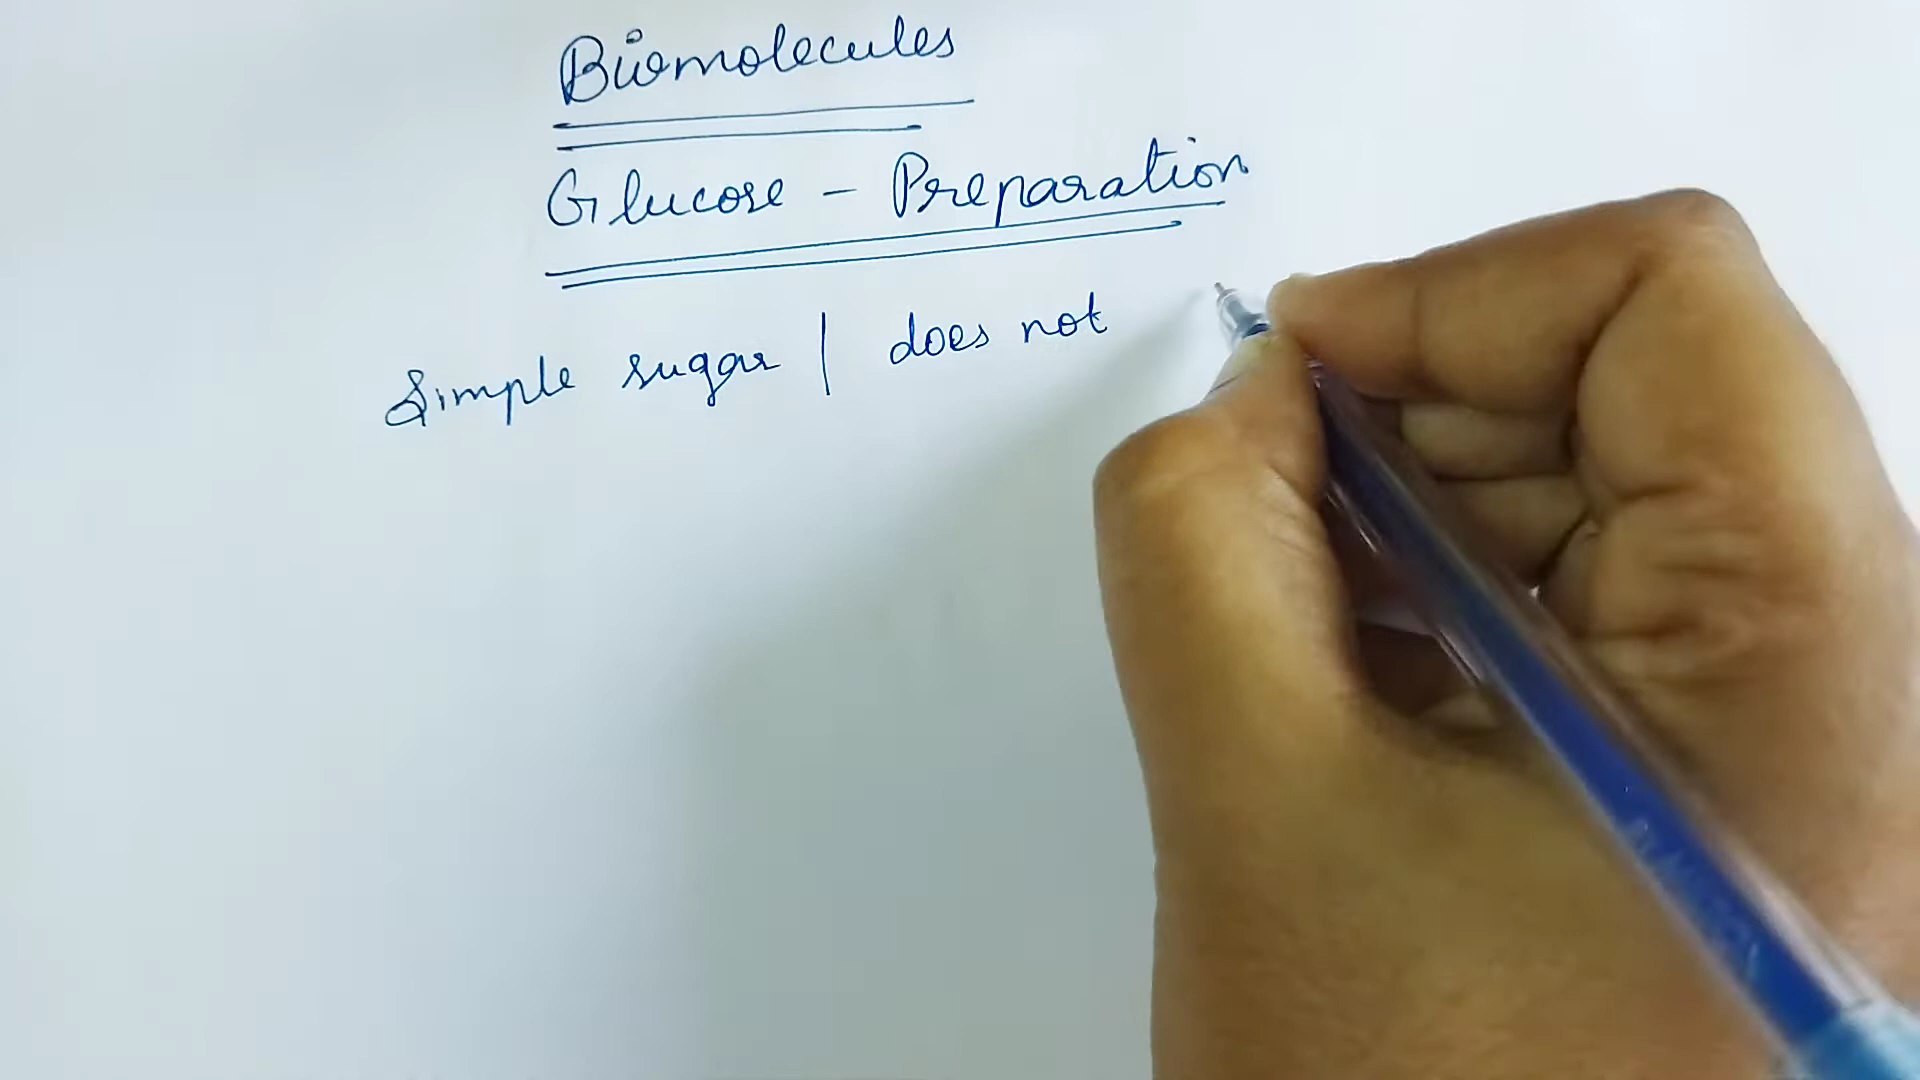 Biomolecules
Glucose - Preparation
Simple sugar | does not